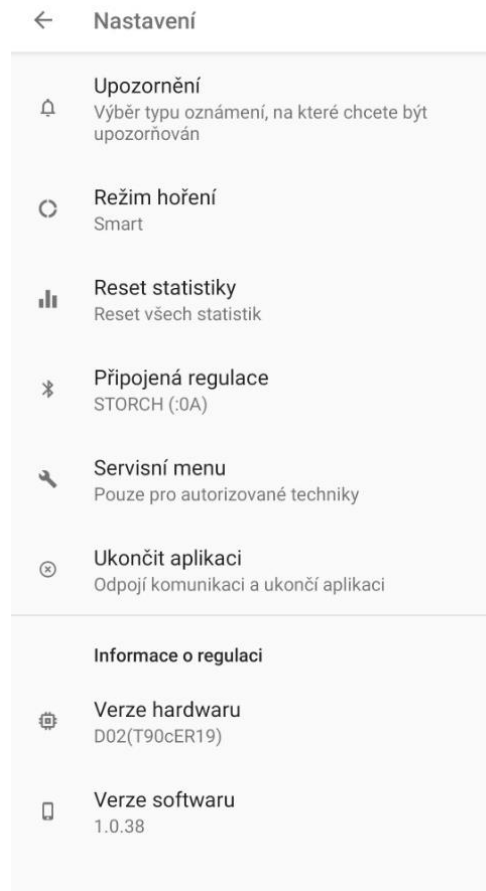 Nastavení
Upozornění
Výběr typu oznámení, na které chcete být
upozorňován
Režim hoření
Smart
Reset statistiky
Reset všech statistik
Připojená regulace
STORCH (:0A)
Servisní menu
Pouze pro autorizované techniky
Ukončit aplikaci
Odpojí komunikaci a ukončí aplikaci
Informace o regulaci
Verze hardwaru
D02(T90cER19)
Verze softwaru
1.0.38